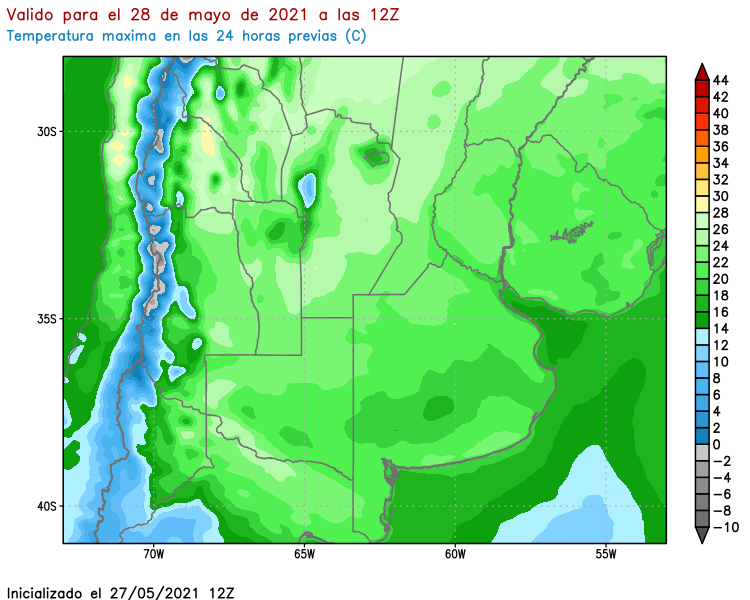 Valido para el 28 de mayo de 2021 a las 12Z
Temperatura maxima en las 24 horas previas (C)
30S
35S
40S
70W
65W
60W
55W
44
42
40
38
36
34
32
30
28
26
24
22
20
18
16
14
12
10
8
6
4
2
0
−2
−4
−6
−8
−10
Inicializado el 27/05/2021 12Z